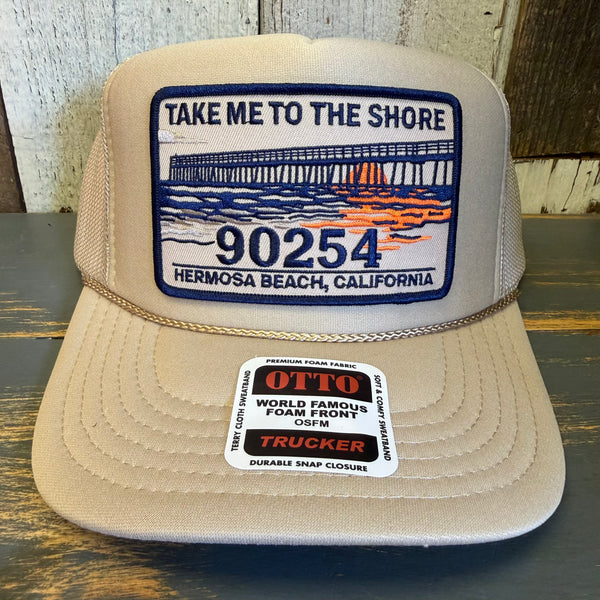 TAKE ME TO THE SHORE
90254
HERMOSA BEACH, CALIFORNIA
PREMIUM FOAM FABRIC
TERRY CLOTH SWEATBAND
OTTO®
WORLD FAMOUS
FOAM FRONT
OSFM
TRUCKER
SOFT & COMFY SWEATBAND
DURABLE SNAP CLOSURE